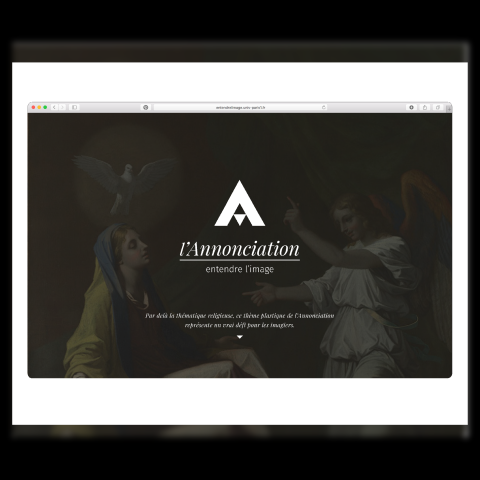 entendrelimage.univ-paris1.fr
l'Annonciation
entendre l'image
Par delà la thématique religieuse, ce thème plastique de l'Annonciation
représente un vrai défi pour les imagiers.